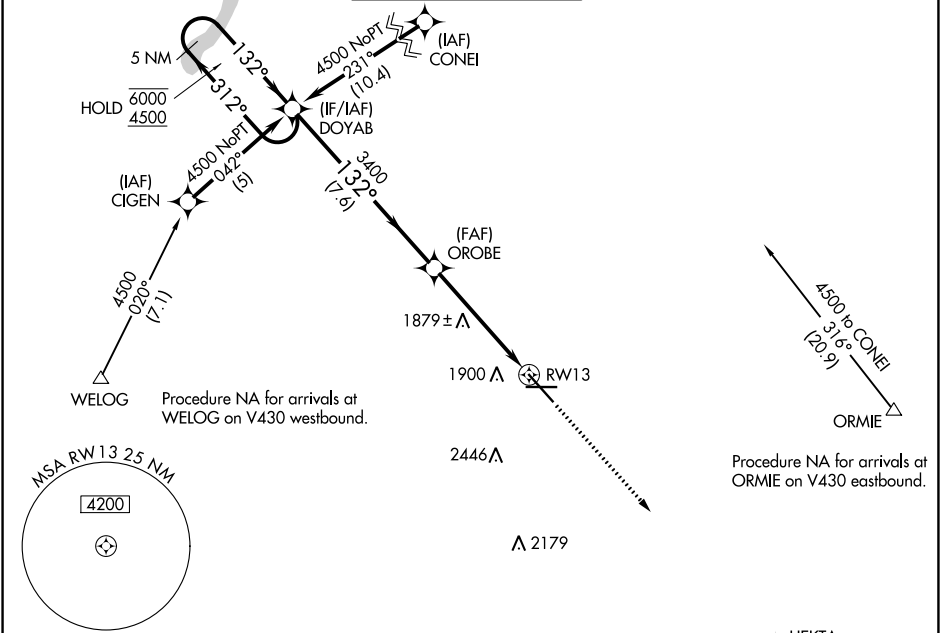 4500 NoPT
231°
(10.4)
(IAF)
CONEI
5 NM
132°
312°
HOLD
6000
4500
(IF/IAF)
DOYAB
4500 NoPT
042°
(5)
(IAF)
CIGEN
3400
132°
(7.6)
(FAF)
OROBE
4500
020°
(7.1)
1879±
4500 to CONEI
316°
(20.9)
1900
RW13
WELOG
Procedure NA for arrivals at
WELOG on V430 westbound.
ORMIE
2446
Procedure NA for arrivals at
ORMIE on V430 eastbound.
MSA RW13 25 NM
4200
2179